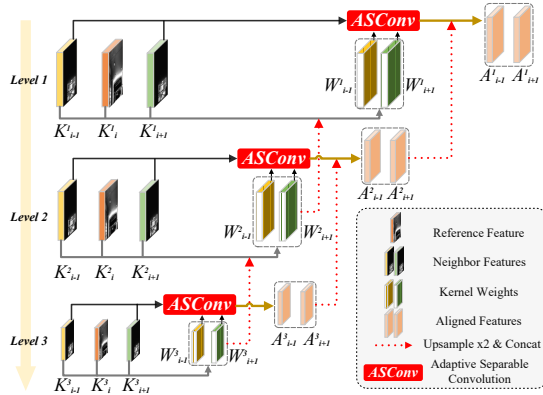 ASConv
A¹ᵢ₋₁ A¹ᵢ₊₁
Level 1
W¹ᵢ₋₁ W¹ᵢ₊₁
K¹ᵢ₋₁ K¹ᵢ K¹ᵢ₊₁
ASConv
A²ᵢ₋₁ A²ᵢ₊₁
Level 2
W²ᵢ₋₁ W²ᵢ₊₁
K²ᵢ₋₁ K²ᵢ K²ᵢ₊₁
ASConv
A³ᵢ₋₁ A³ᵢ₊₁
Level 3
W³ᵢ₋₁ W³ᵢ₊₁
K³ᵢ₋₁ K³ᵢ K³ᵢ₊₁
Reference Feature
Neighbor Features
Kernel Weights
Aligned Features
Upsample x2 & Concat
ASConv
Adaptive Separable
Convolution